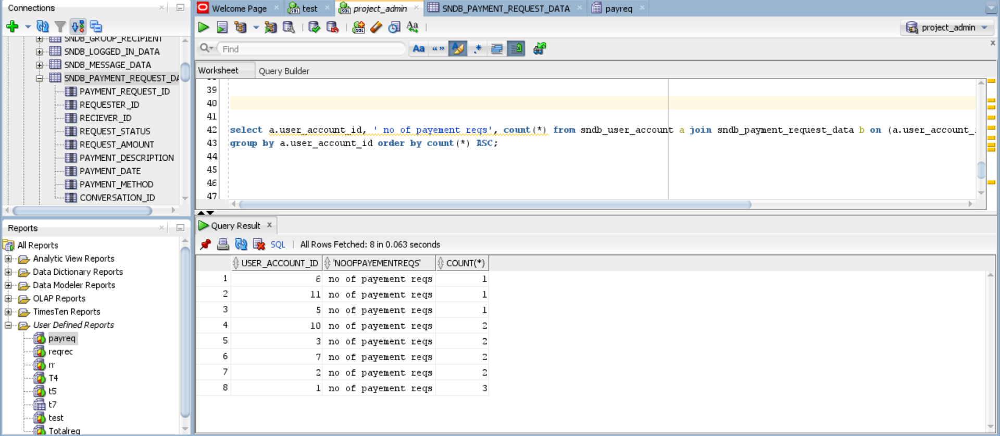 Connections
SNDB_GROUP_RECIPIENT
SNDB_LOGGED_IN_DATA
SNDB_MESSAGE_DATA
SNDB_PAYMENT_REQUEST_DA
PAYMENT_REQUEST_ID
REQUESTER_ID
RECIEVER_ID
REQUEST_STATUS
REQUEST_AMOUNT
PAYMENT_DESCRIPTION
PAYMENT_DATE
PAYMENT_METHOD
CONVERSATION_ID
Reports
All Reports
Analytic View Reports
Data Dictionary Reports
Data Modeler Reports
OLAP Reports
TimesTen Reports
User Defined Reports
payreq
reqrec
rr
T4
t5
t7
test
Totalreq
Welcome Page test project_admin SNDB_PAYMENT_REQUEST_DATA payreq
project_admin
Find
Worksheet Query Builder
39
40
41
42 select a.user_account_id, ' no of payement reqs', count(*) from sndb_user_account a join sndb_payment_request_data b on (a.user_account_
43 group by a.user_account_id order by count(*) ASC;
44
45
46
47
Query Result
SQL All Rows Fetched: 8 in 0.063 seconds
USER_ACCOUNT_ID 'NOOFPAYEMENTREQS' COUNT(*)
1 6 no of payement reqs 1
2 11 no of payement reqs 1
3 5 no of payement reqs 1
4 10 no of payement reqs 2
5 3 no of payement reqs 2
6 7 no of payement reqs 2
7 2 no of payement reqs 2
8 1 no of payement reqs 3